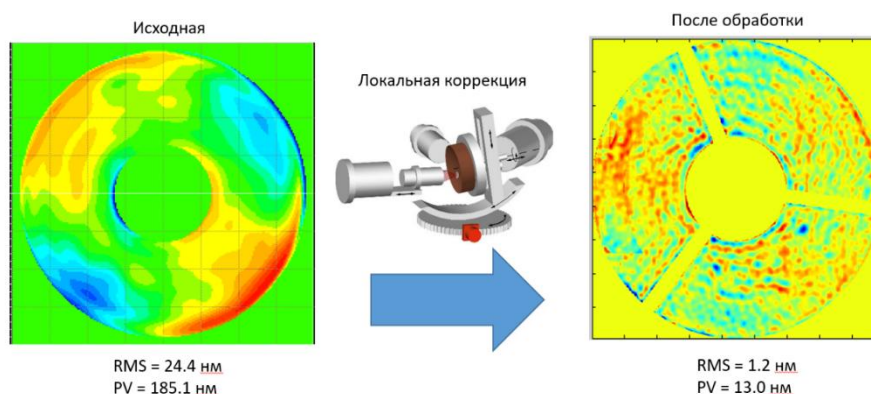 Исходная
После обработки
Локальная коррекция
RMS = 24.4 нм
PV = 185.1 нм
RMS = 1.2 нм
PV = 13.0 нм